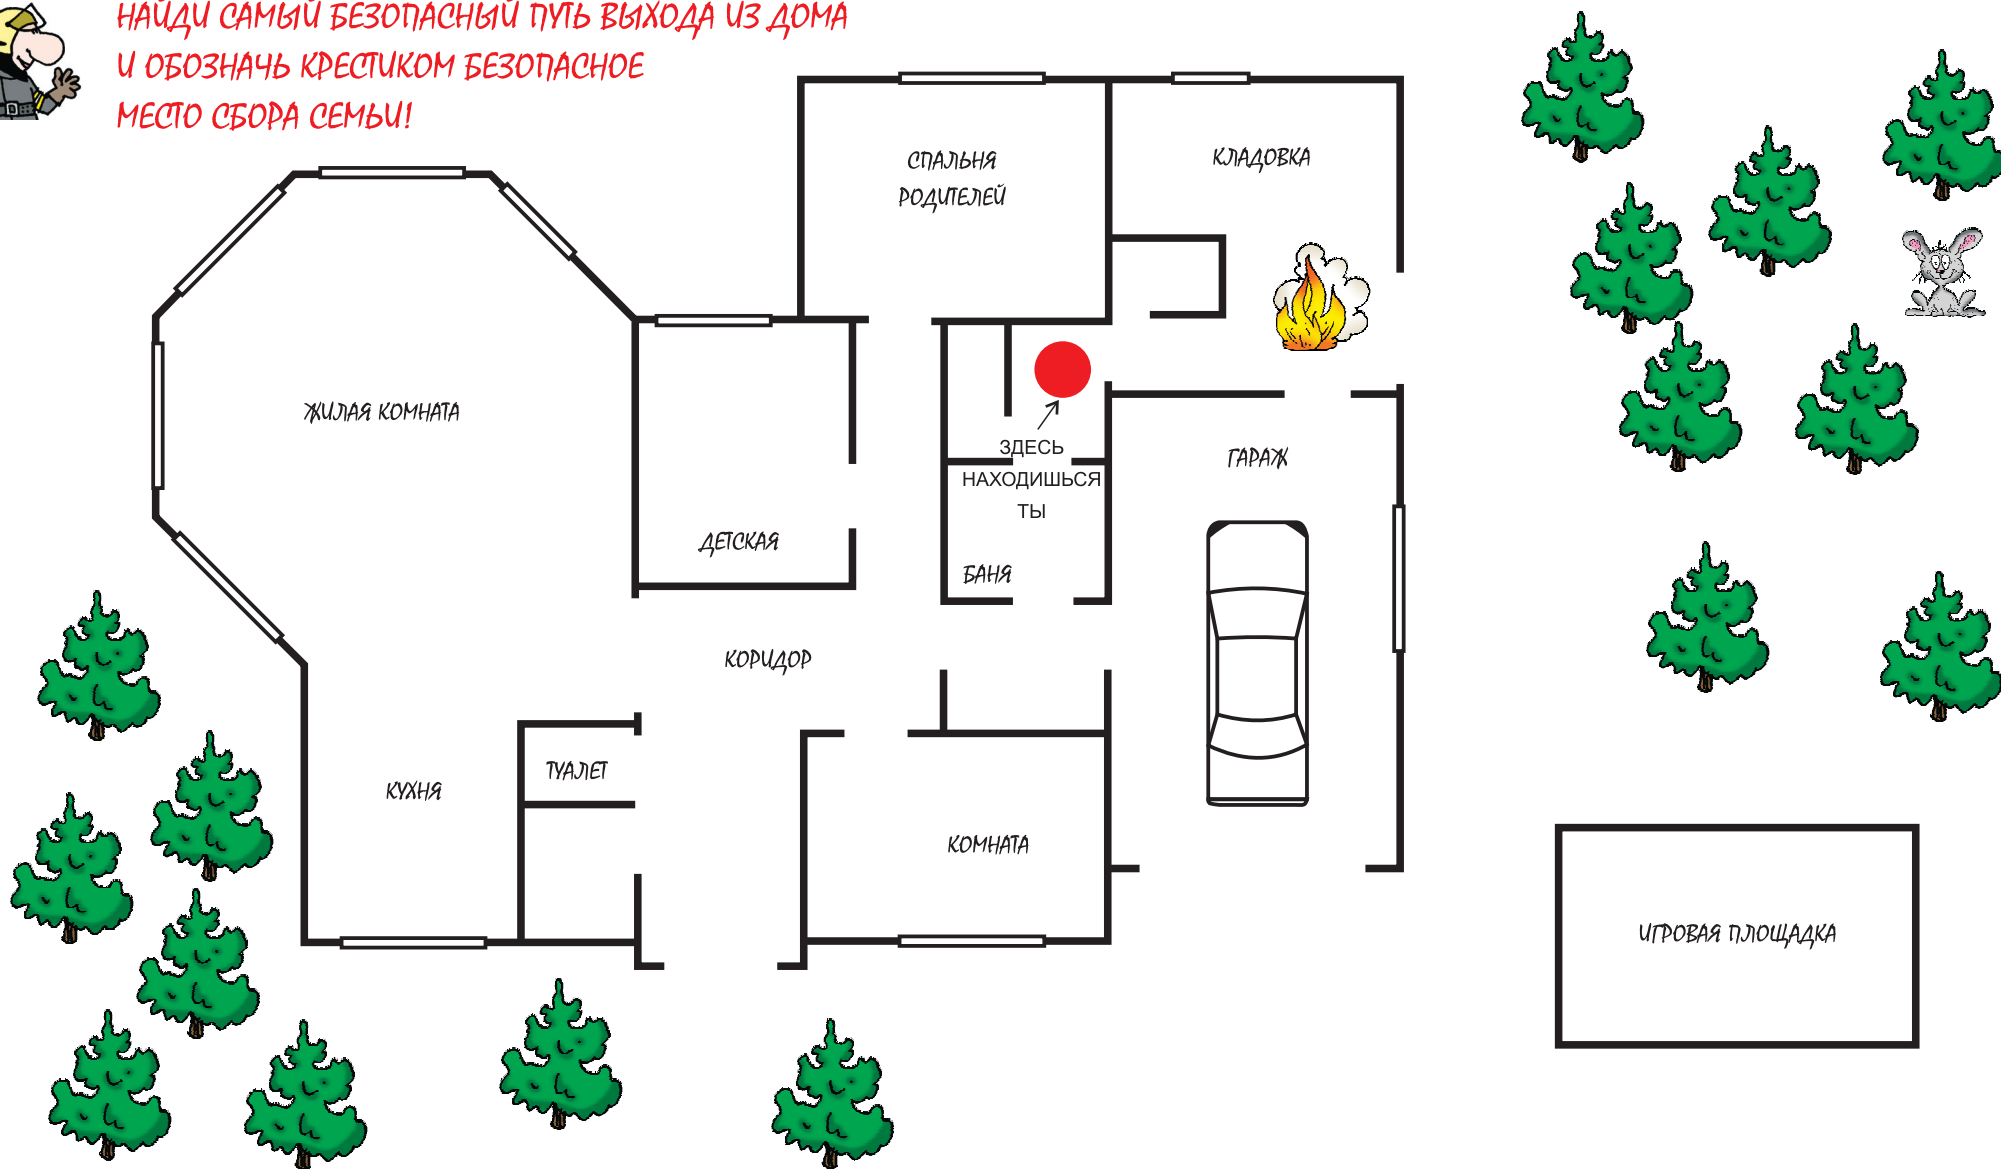 НАЙДИ САМЫЙ БЕЗОПАСНЫЙ ПУТЬ ВЫХОДА ИЗ ДОМА
И ОБОЗНАЧЬ КРЕСТИКОМ БЕЗОПАСНОЕ
МЕСТО СБОРА СЕМЬИ!
СПАЛЬНЯ
РОДИТЕЛЕЙ
КЛАДОВКА
ЖИЛАЯ КОМНАТА
ЗДЕСЬ
НАХОДИШЬСЯ
ТЫ
ГАРАЖ
ДЕТСКАЯ
БАНЯ
КОРИДОР
ТУАЛЕТ
КУХНЯ
КОМНАТА
ИГРОВАЯ ПЛОЩАДКА